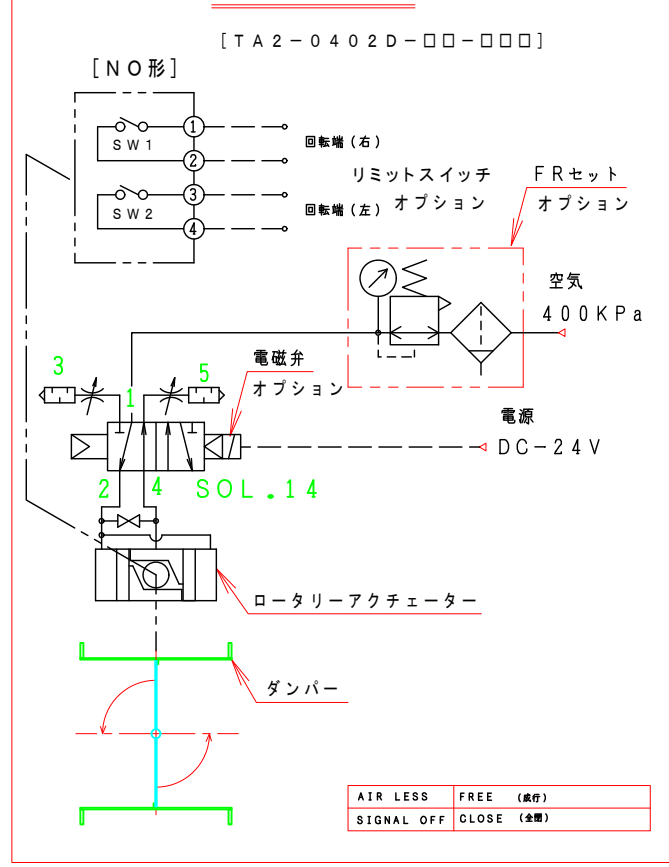 [TA2-0402D-□□-□□□]
[NO形]
1
SW1
2
回転端(右)
リミットスイッチ
オプション
3
SW2
4
回転端(左)
FRセット
オプション
空気
400KPa
3
1
5
電磁弁
オプション
電源
DC-24V
2
4
SOL.14
ロータリーアクチェーター
ダンパー
AIR LESS FREE (成行)
SIGNAL OFF CLOSE (全閉)